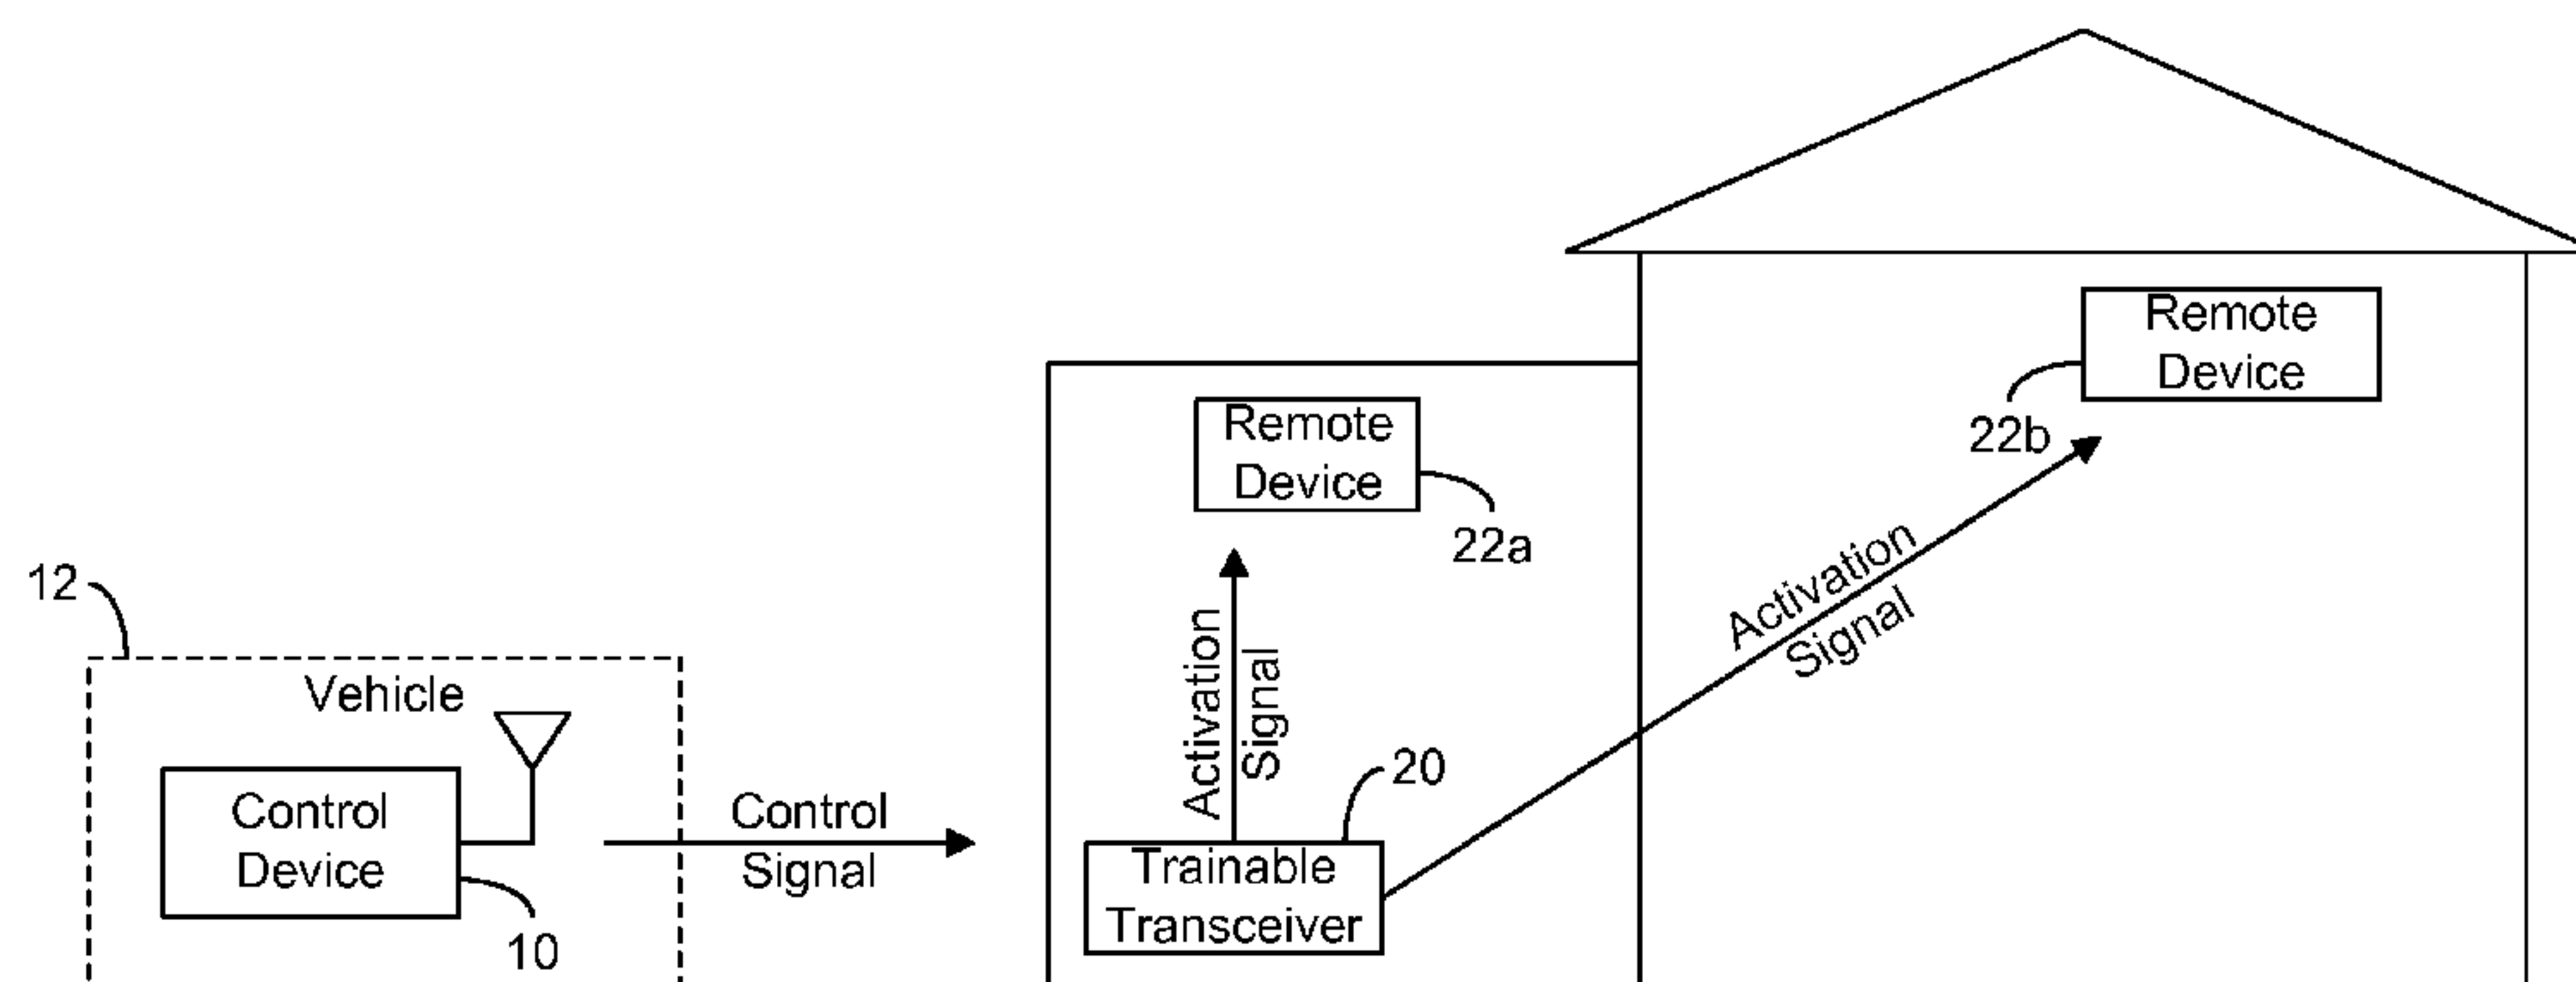 Remote
Device
22b
Remote
Device
22a
Activation
Signal
12
Vehicle
Activation
Signal
20
Control
Device
Control
Signal
Trainable
Transceiver
10